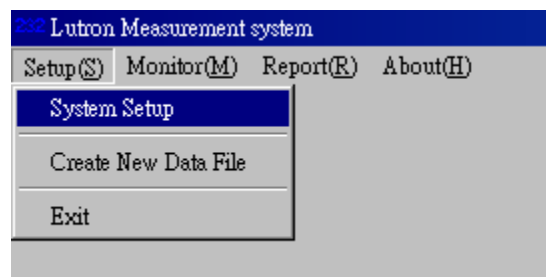 232 Lutron Measurement system
Setup(S) Monitor(M) Report(R) About(H)
System Setup
Create New Data File
Exit